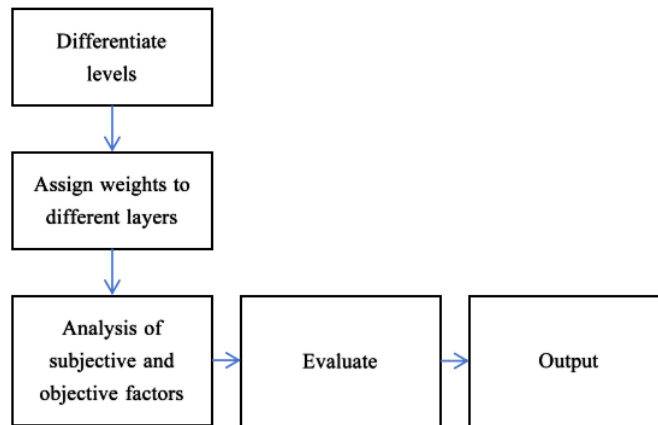 Differentiate
levels
Assign weights to
different layers
Analysis of
subjective and
objective factors
Evaluate
Output